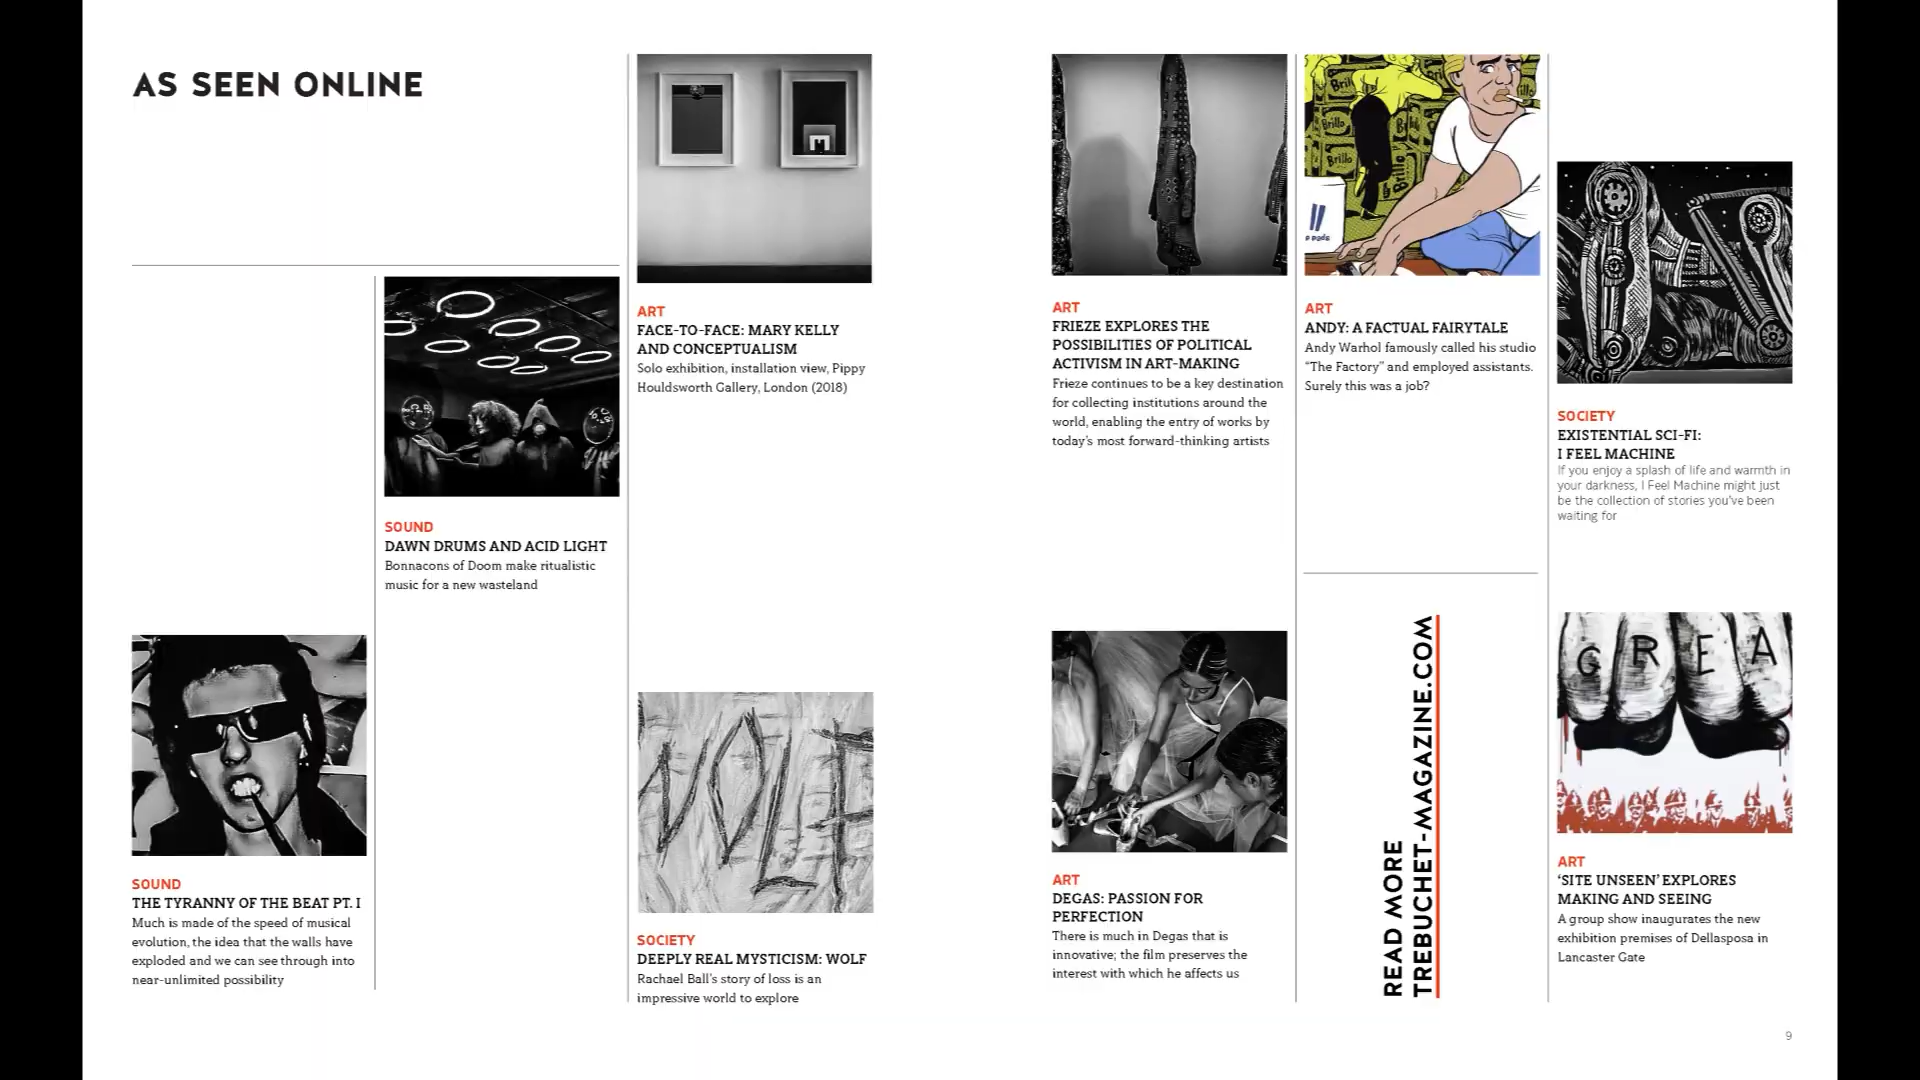 AS SEEN ONLINE
SOUND
THE TYRANNY OF THE BEAT PT. I
Much is made of the speed of musical
evolution, the idea that the walls have
exploded and we can see through into
near-unlimited possibility
SOUND
DAWN DRUMS AND ACID LIGHT
Bonnacons of Doom make ritualistic
music for a new wasteland
ART
FACE-TO-FACE: MARY KELLY
AND CONCEPTUALISM
Solo exhibition, installation view, Pippy
Houldsworth Gallery, London (2018)
WOLF
SOCIETY
DEEPLY REAL MYSTICISM: WOLF
Rachael Ball's story of loss is an
impressive world to explore
ART
FRIEZE EXPLORES THE
POSSIBILITIES OF POLITICAL
ACTIVISM IN ART-MAKING
Frieze continues to be a key destination
for collecting institutions around the
world, enabling the entry of works by
today's most forward-thinking artists
ART
DEGAS: PASSION FOR
PERFECTION
There is much in Degas that is
innovative; the film preserves the
interest with which he affects us
Brillo
Brillo
Brillo
Brillo
ART
ANDY: A FACTUAL FAIRYTALE
Andy Warhol famously called his studio
"The Factory" and employed assistants.
Surely this was a job?
READ MORE
TREBUCHET-MAGAZINE.COM
SOCIETY
EXISTENTIAL SCI-FI:
I FEEL MACHINE
If you enjoy a splash of life and warmth in
your darkness, I Feel Machine might just
be the collection of stories you've been
waiting for
GREA
ART
'SITE UNSEEN' EXPLORES
MAKING AND SEEING
A group show inaugurates the new
exhibition premises of Dellasposa in
Lancaster Gate
9